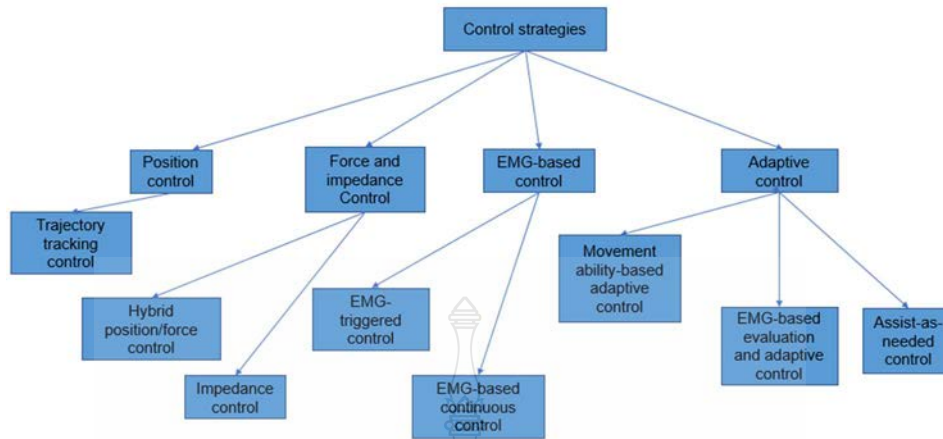 Control strategies
Position
control
Force and
impedance
Control
EMG-based
control
Adaptive
control
Trajectory
tracking
control
Movement
ability-based
adaptive
control
Hybrid
position/force
control
EMG-
triggered
control
EMG-based
evaluation
and adaptive
control
Assist-as-
needed
control
Impedance
control
EMG-based
continuous
control